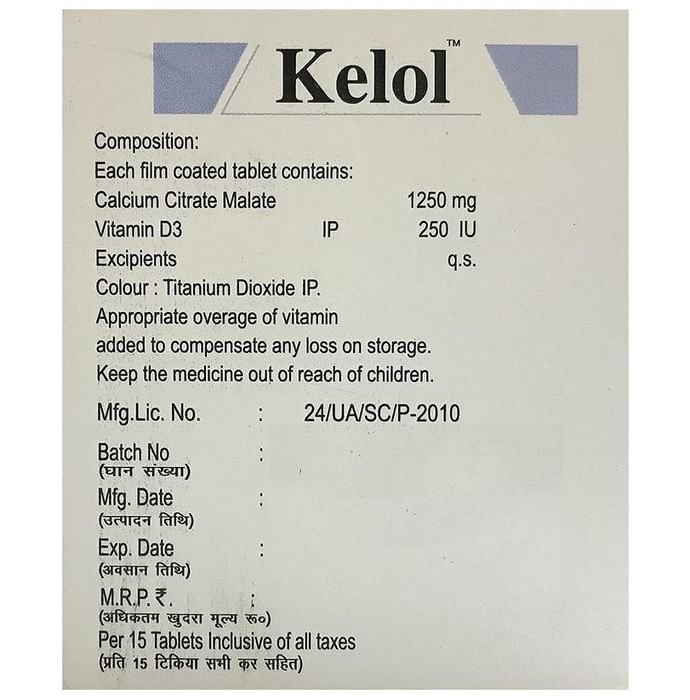 Kelol™
Composition:
Each film coated tablet contains:
Calcium Citrate Malate 1250 mg
Vitamin D3 IP 250 IU
Excipients q.s.
Colour : Titanium Dioxide IP.
Appropriate overage of vitamin
added to compensate any loss on storage.
Keep the medicine out of reach of children.
Mfg.Lic. No. : 24/UA/SC/P-2010
Batch No :
(घान संख्या)
Mfg. Date :
(उत्पादन तिथि)
Exp. Date :
(अवसान तिथि)
M.R.P. ₹. :
(अधिकतम खुदरा मूल्य रू०)
Per 15 Tablets Inclusive of all taxes
(प्रति 15 टिकिया सभी कर सहित)